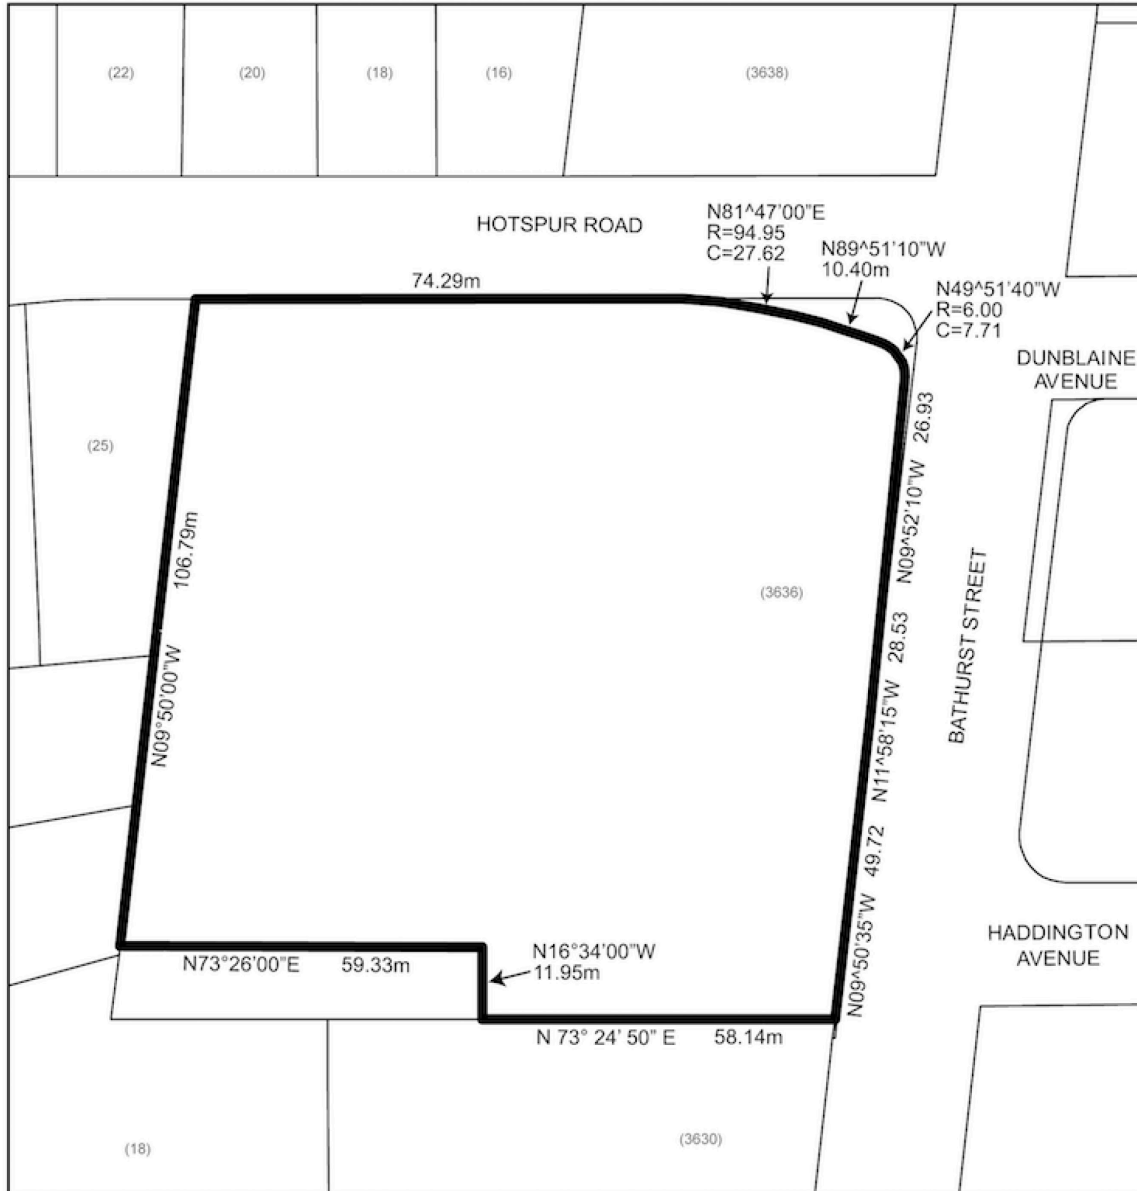 (22)
(20)
(18)
(16)
(3638)
HOTSPUR ROAD
N81^47'00"E
R=94.95
C=27.62
N89^51'10"W
10.40m
74.29m
N49^51'40"W
R=6.00
C=7.71
DUNBLAINE
AVENUE
(25)
N09^52'10"W 26.93
106.79m
(3636)
N11^58'15"W 28.53
BATHURST STREET
N09°50'00"W
N09^50'35"W 49.72
HADDINGTON
AVENUE
N73°26'00"E 59.33m
N16°34'00"W
11.95m
N 73° 24' 50" E 58.14m
(18)
(3630)